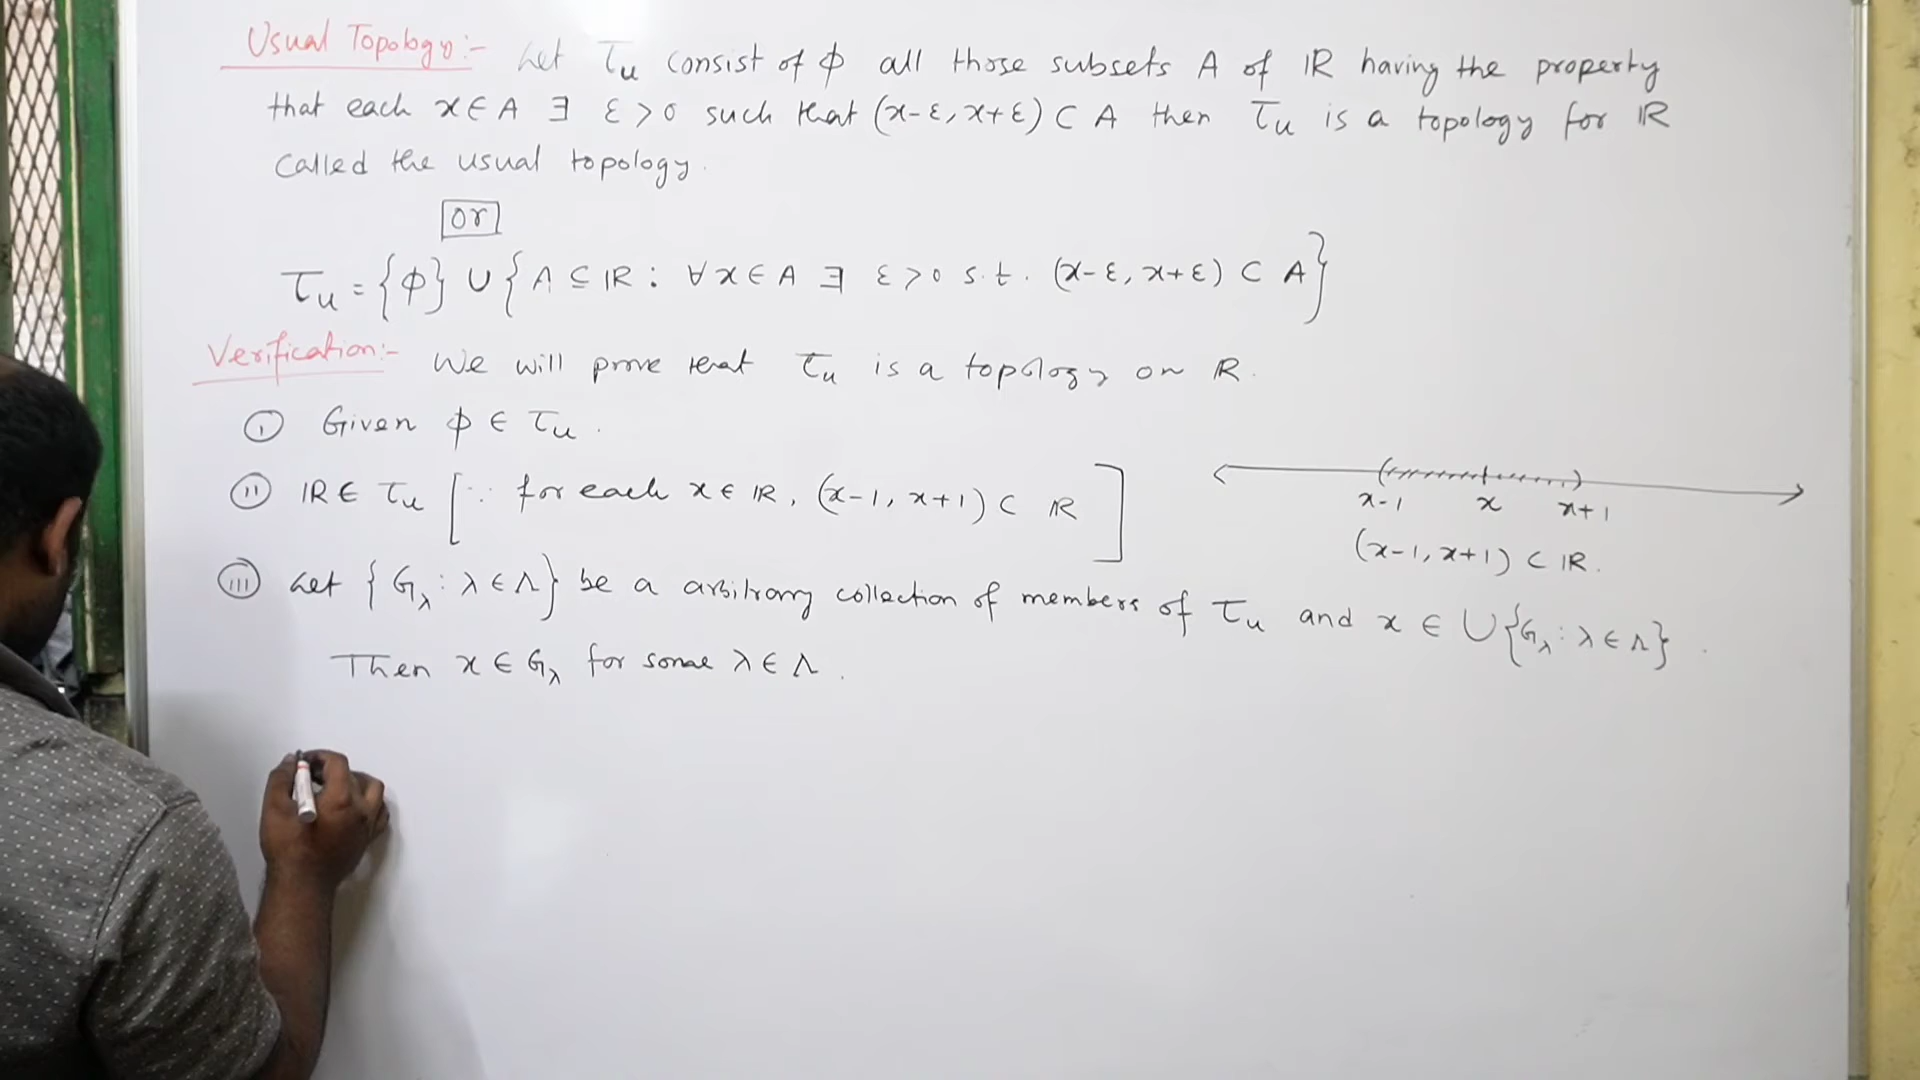 Usual Topology:- Let τu consist of ϕ all those subsets A of ℝ having the property
that each x∈A ∃ ε>0 such that (x-ε, x+ε) ⊂ A then τu is a topology for ℝ
called the usual topology.
or
τu = {ϕ} ∪ {A ⊆ ℝ : ∀ x∈A ∃ ε>0 s.t. (x-ε, x+ε) ⊂ A}
Verification:- We will prove that τu is a topology on ℝ.
(i) Given ϕ ∈ τu.
(ii) ℝ∈ τu [∵ for each x∈ℝ, (x-1, x+1) ⊂ ℝ]
x-1 x x+1
(x-1, x+1) ⊂ ℝ.
(iii) Let {Gλ : λ∈Λ} be a arbitrary collection of members of τu and x ∈ ∪{Gλ : λ∈Λ}.
Then x∈Gλ for some λ∈Λ.